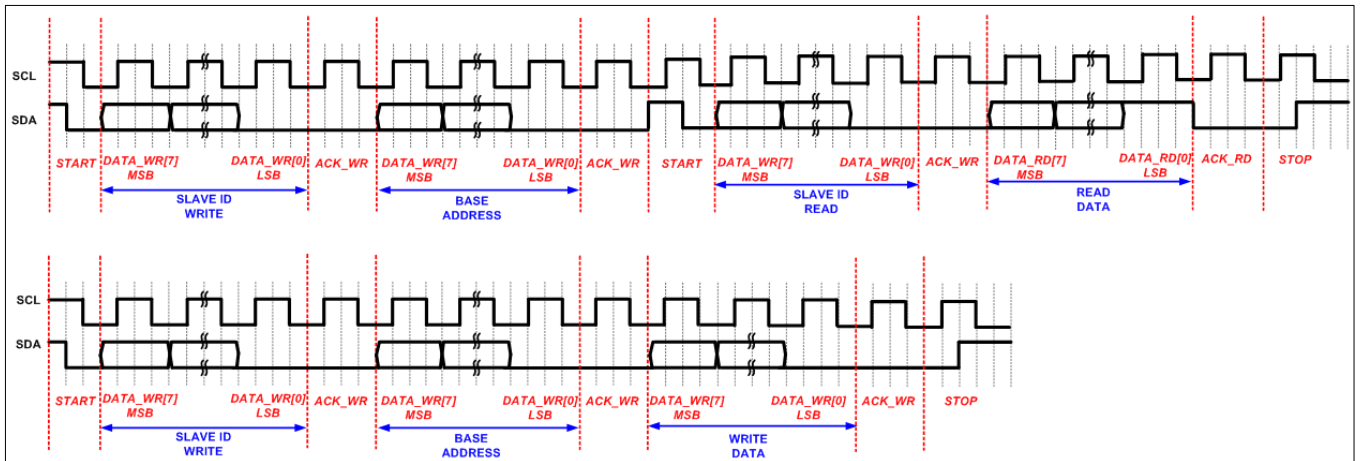 SCL
SDA
START DATA_WR[7] DATA_WR[0] ACK_WR DATA_WR[7] DATA_WR[0] ACK_WR START DATA_WR[7] DATA_WR[0] ACK_WR DATA_RD[7] DATA_RD[0] ACK_RD STOP
MSB LSB MSB LSB MSB LSB MSB LSB
SLAVE ID BASE SLAVE ID READ
WRITE ADDRESS READ DATA
SCL
SDA
START DATA_WR[7] DATA_WR[0] ACK_WR DATA_WR[7] DATA_WR[0] ACK_WR DATA_WR[7] DATA_WR[0] ACK_WR STOP
MSB LSB MSB LSB MSB LSB
SLAVE ID BASE WRITE
WRITE ADDRESS DATA